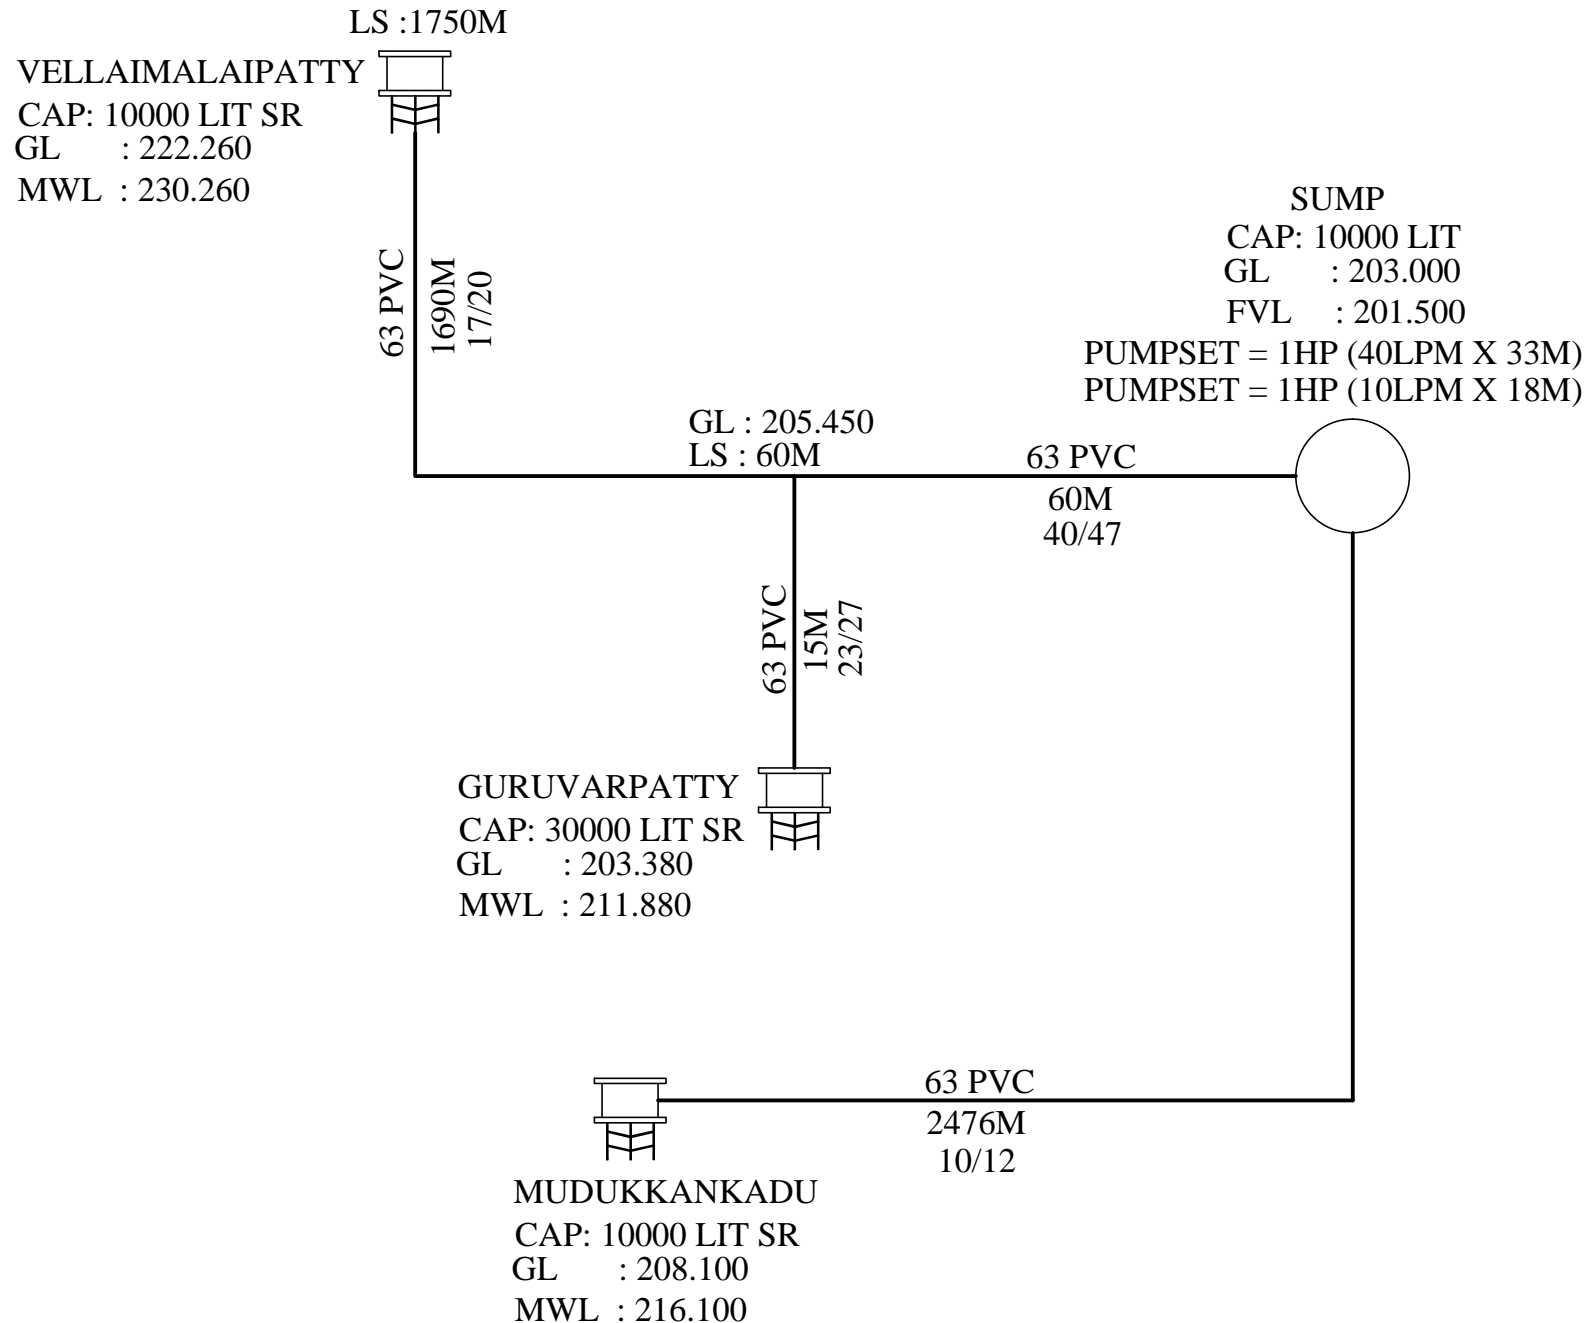 LS :1750M
VELLAIMALAIPATTY
CAP: 10000 LIT SR
GL : 222.260
MWL : 230.260
63 PVC
1690M
17/20
SUMP
CAP: 10000 LIT
GL : 203.000
FVL : 201.500
PUMPSET = 1HP (40LPM X 33M)
PUMPSET = 1HP (10LPM X 18M)
GL : 205.450
LS : 60M
63 PVC
60M
40/47
63 PVC
15M
23/27
GURUVARPATTY
CAP: 30000 LIT SR
GL : 203.380
MWL : 211.880
63 PVC
2476M
10/12
MUDUKKANKADU
CAP: 10000 LIT SR
GL : 208.100
MWL : 216.100